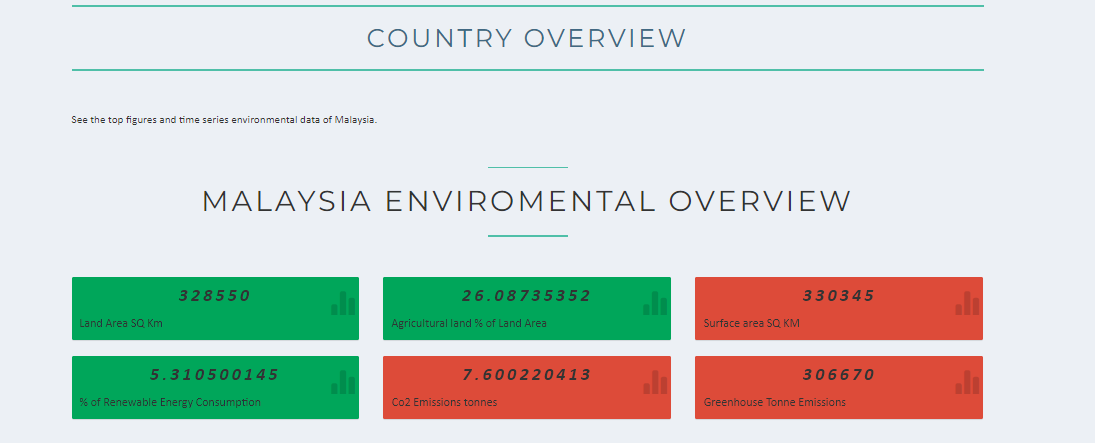 COUNTRY OVERVIEW
See the top figures and time series environmental data of Malaysia.
MALAYSIA ENVIROMENTAL OVERVIEW
328550
Land Area SQ Km
26.08735352
Agricultural land % of Land Area
330345
Surface area SQ KM
5.310500145
% of Renewable Energy Consumption
7.600220413
Co2 Emissions tonnes
306670
Greenhouse Tonne Emissions